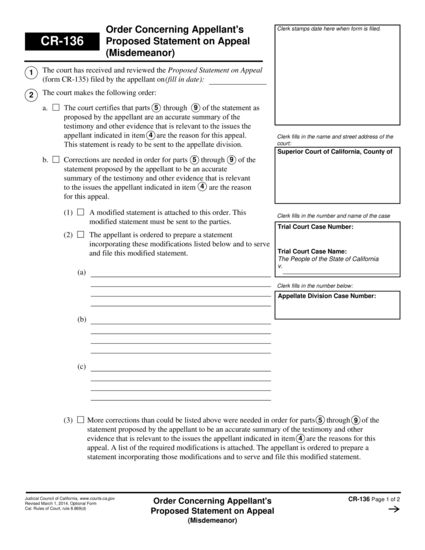 CR-136
Order Concerning Appellant's
Proposed Statement on Appeal
(Misdemeanor)
Clerk stamps date here when form is filed.
1 The court has received and reviewed the Proposed Statement on Appeal
(form CR-135) filed by the appellant on(fill in date):
2 The court makes the following order:
a. The court certifies that parts 5 through 9 of the statement as
proposed by the appellant are an accurate summary of the
testimony and other evidence that is relevant to the issues the
appellant indicated in item 4 are the reason for this appeal.
This statement is ready to be sent to the appellate division.
b. Corrections are needed in order for parts 5 through 9 of the
statement proposed by the appellant to be an accurate
summary of the testimony and other evidence that is relevant
to the issues the appellant indicated in item 4 are the reason
for this appeal.
(1) A modified statement is attached to this order. This
modified statement must be sent to the parties.
(2) The appellant is ordered to prepare a statement
incorporating these modifications listed below and to serve
and file this modified statement.
(a)
(b)
(c)
Clerk fills in the name and street address of the
court:
Superior Court of California, County of
Clerk fills in the number and name of the case
Trial Court Case Number:
Trial Court Case Name:
The People of the State of California
v.
Clerk fills in the number below:
Appellate Division Case Number:
(3) More corrections than could be listed above were needed in order for parts 5 through 9 of the
statement proposed by the appellant to be an accurate summary of the testimony and other
evidence that is relevant to the issues the appellant indicated in item 4 are the reasons for this
appeal. A list of the required modifications is attached. The appellant is ordered to prepare a
statement incorporating those modifications and to serve and file this modified statement.
Judicial Council of California, www.courts.ca.gov
Revised March 1, 2014, Optional Form
Cal. Rules of Court, rule 8.869(d)
Order Concerning Appellant's
Proposed Statement on Appeal
(Misdemeanor)
CR-136 Page 1 of 2